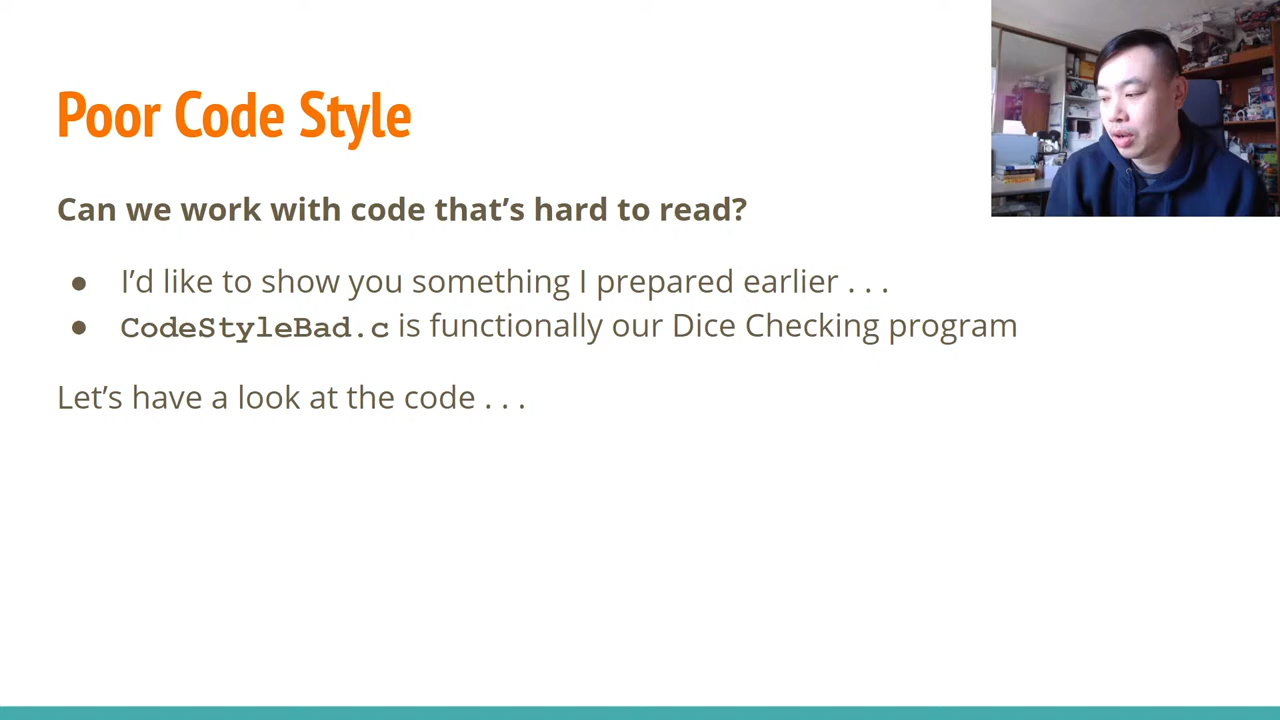 Poor Code Style
Can we work with code that's hard to read?
● I'd like to show you something I prepared earlier . . .
● CodeStyleBad.c is functionally our Dice Checking program
Let's have a look at the code . . .